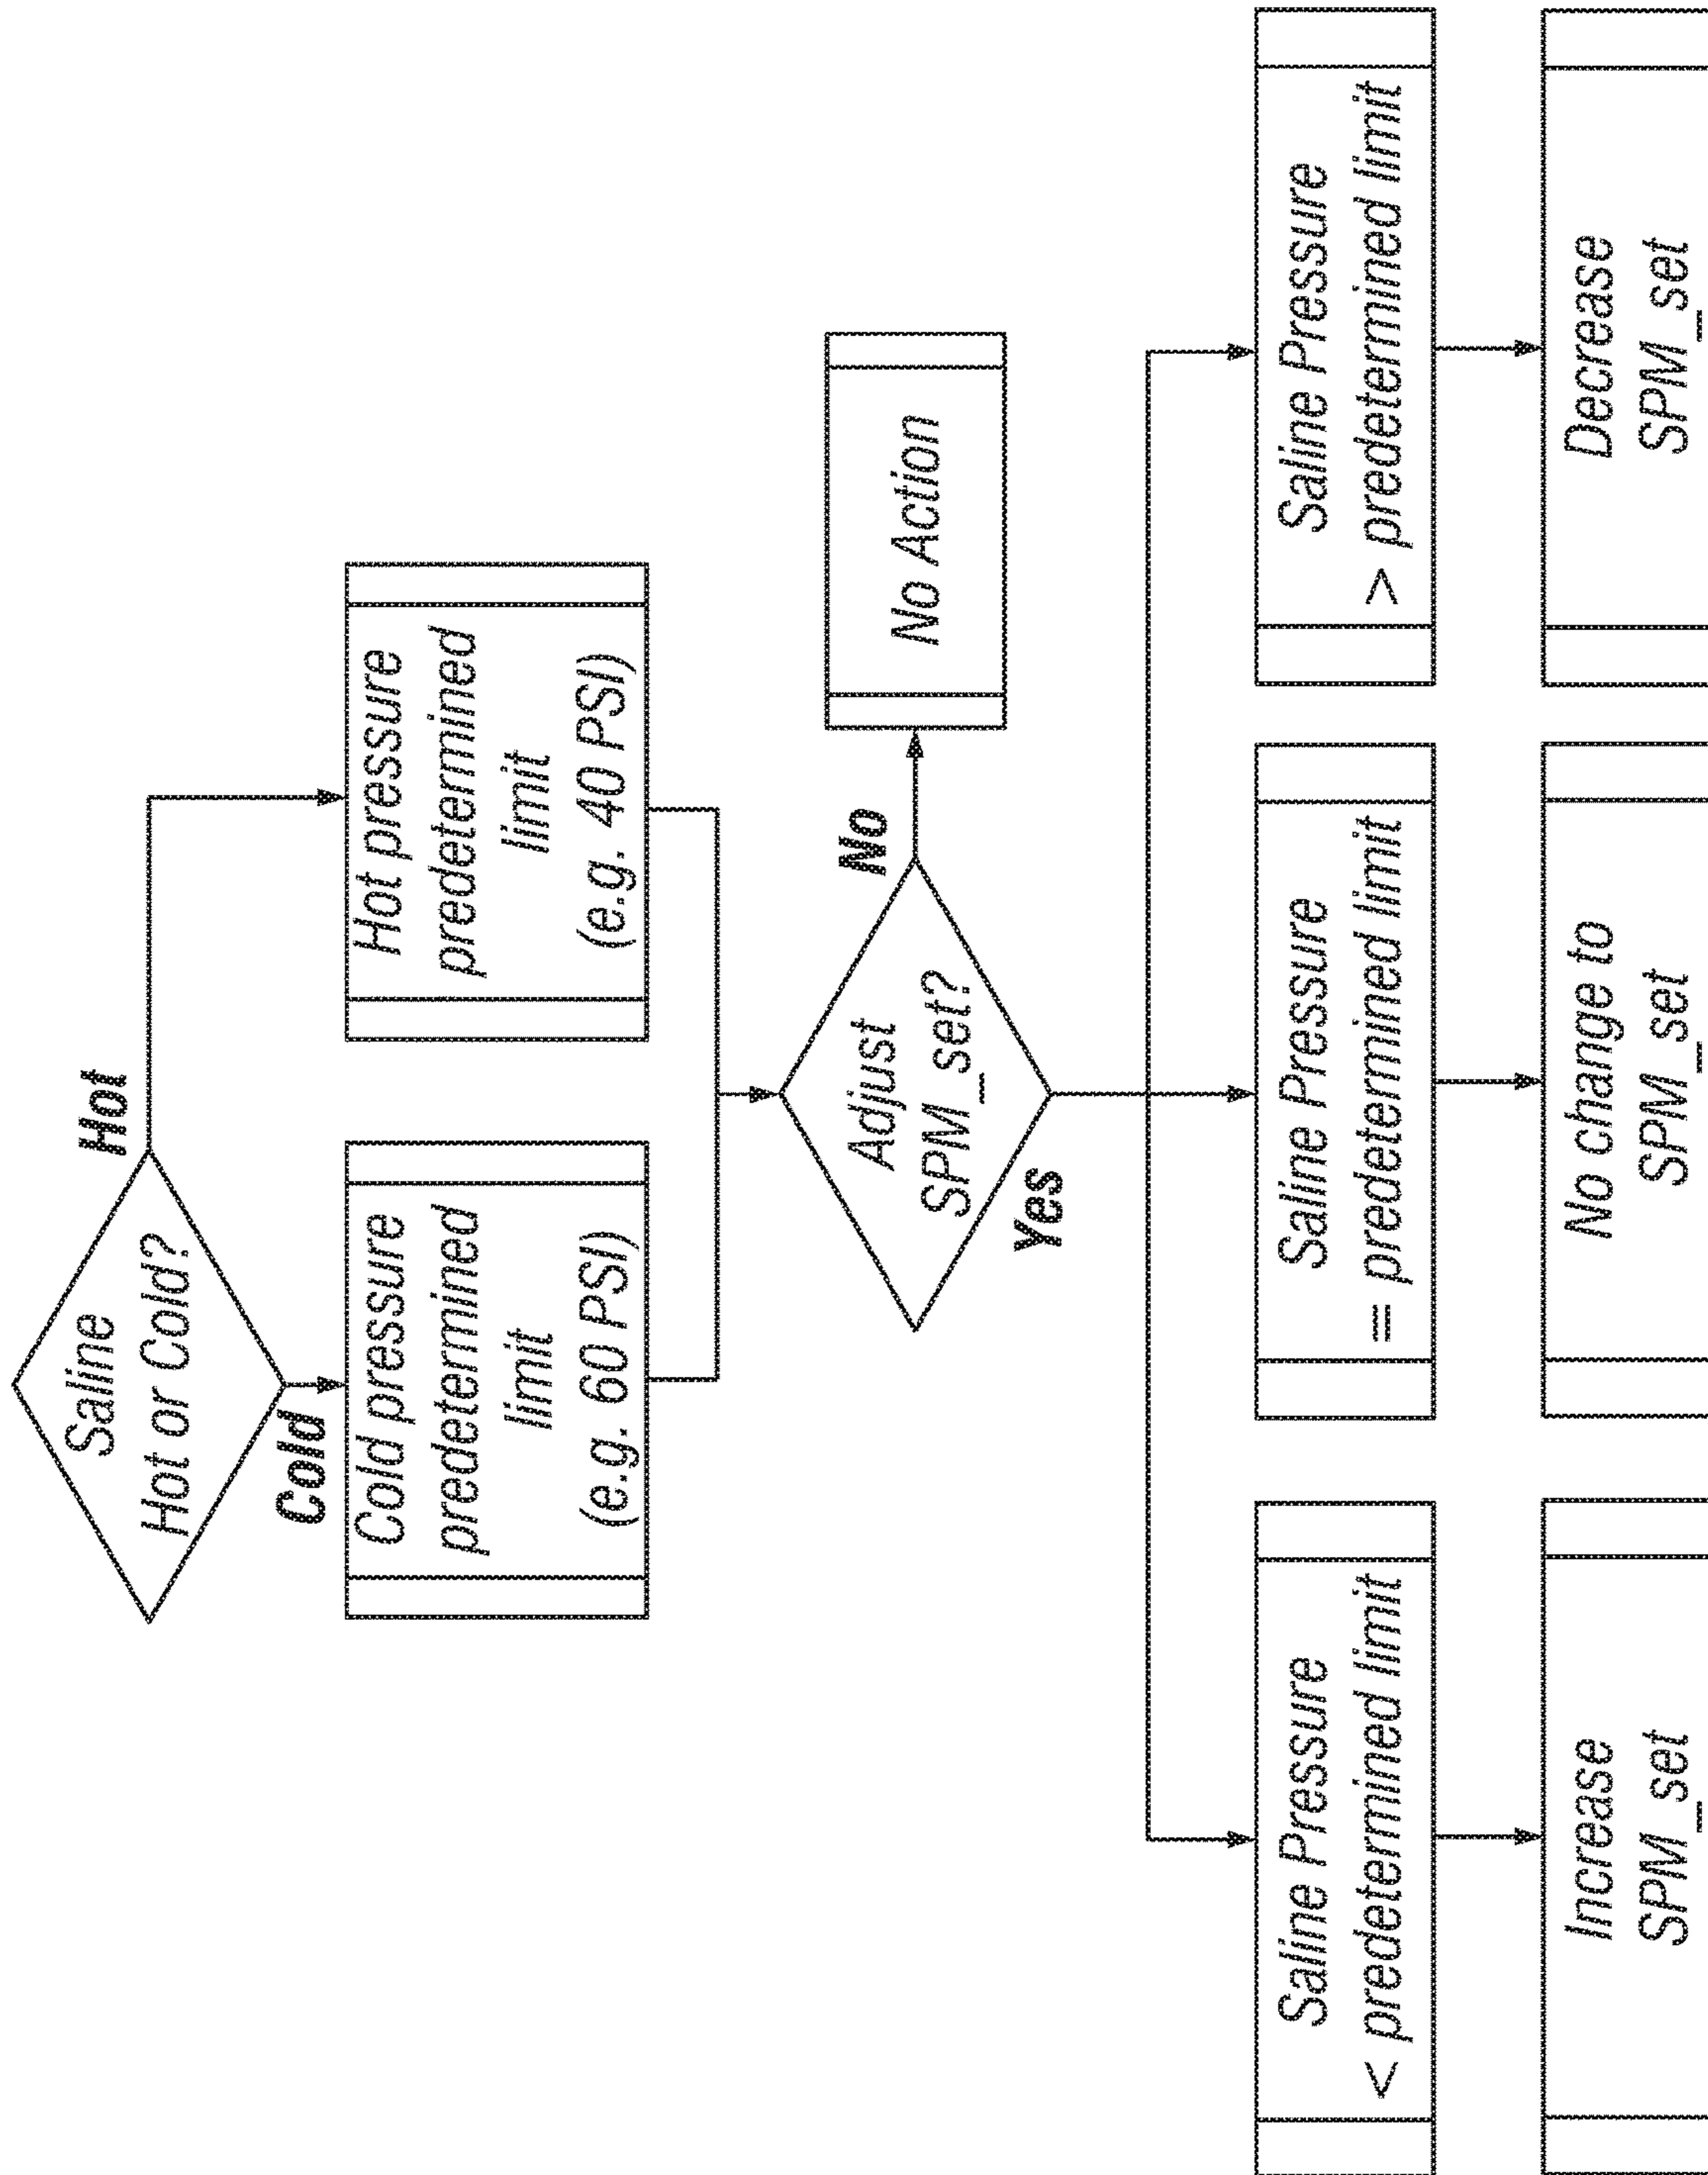 Saline
Hot or Cold?
Hot
Cold
Cold pressure
predetermined
limit
(e.g. 60 PSI)
Hot pressure
predetermined
limit
(e.g. 40 PSI)
Adjust
SPM_set?
No
No Action
Yes
Saline Pressure
< predetermined limit
Saline Pressure
= predetermined limit
Saline Pressure
> predetermined limit
Increase
SPM_set
No change to
SPM_set
Decrease
SPM_set